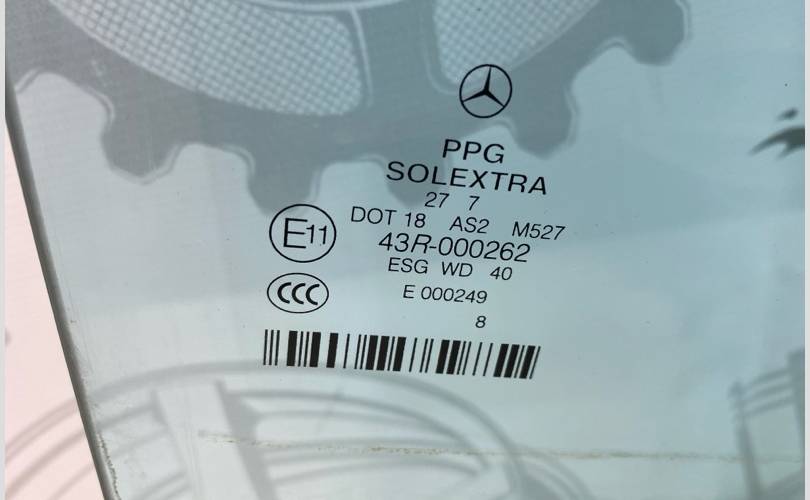 PPG
SOLEXTRA
27 7
DOT 18 AS2 M527
E11
43R-000262
ESG WD 40
CCC
E 000249
8